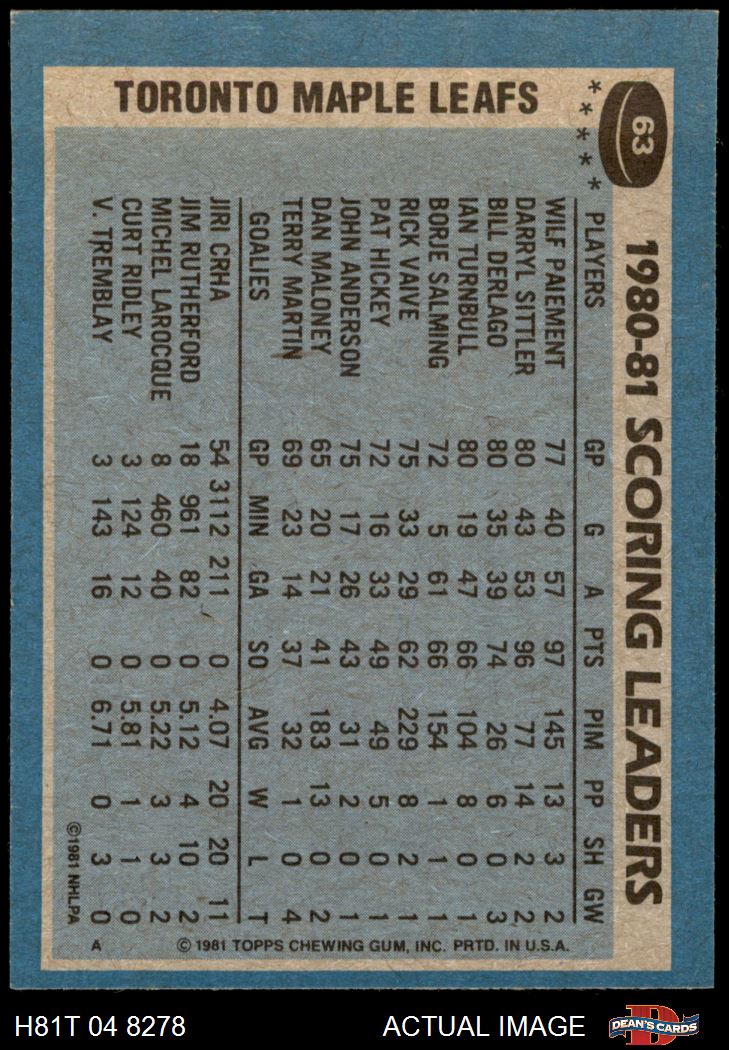 TORONTO MAPLE LEAFS
63
1980-81 SCORING LEADERS
PLAYERS GP G A PTS PIM PP SH GW
WILF PAIEMENT 77 40 57 97 145 13 3 2
DARRYL SITTLER 80 43 53 96 77 14 2 2
BILL DERLAGO 80 35 39 74 26 6 0 3
IAN TURNBULL 80 19 47 66 104 8 0 1
BORJE SALMING 72 5 61 66 154 1 1 1
RICK VAIVE 75 33 29 62 229 8 2 1
PAT HICKEY 72 16 33 49 49 5 0 1
JOHN ANDERSON 75 17 26 43 31 2 0 1
DAN MALONEY 65 20 21 41 183 13 0 2
TERRY MARTIN 69 23 14 37 32 1 0 4
GOALIES GP MIN GA SO AVG W L T
JIRI CRHA 54 3112 211 0 4.07 20 20 11
JIM RUTHERFORD 18 961 82 0 5.12 4 10 2
MICHEL LAROCQUE 8 460 40 0 5.22 3 3 2
CURT RIDLEY 3 124 12 0 5.81 1 1 0
V. TREMBLAY 3 143 16 0 6.71 0 3 0
©1981 NHLPA
A © 1981 TOPPS CHEWING GUM, INC. PRTD. IN U.S.A.
H81T 04 8278 ACTUAL IMAGE
D
DEAN'S CARDS